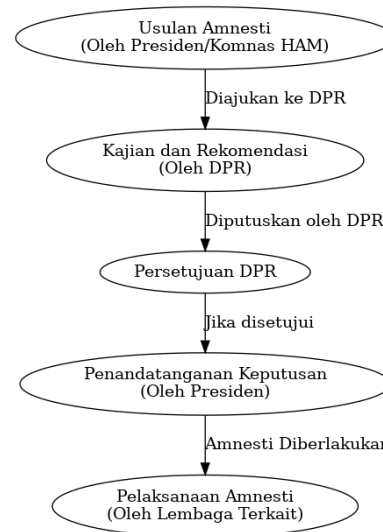 Usulan Amnesti
(Oleh Presiden/Komnas HAM)
Diajukan ke DPR
Kajian dan Rekomendasi
(Oleh DPR)
Diputuskan oleh DPR
Persetujuan DPR
Jika disetujui
Penandatanganan Keputusan
(Oleh Presiden)
Amnesti Diberlakukan
Pelaksanaan Amnesti
(Oleh Lembaga Terkait)